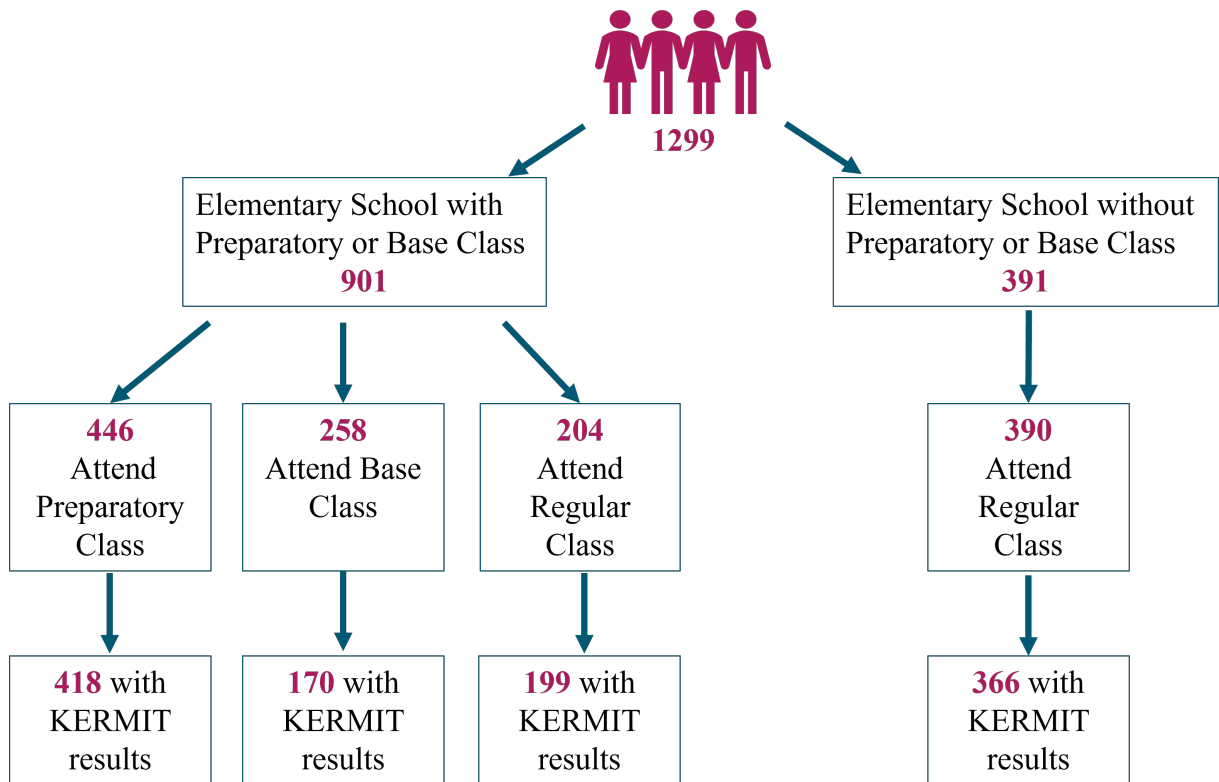 1299
Elementary School with
Preparatory or Base Class
901
Elementary School without
Preparatory or Base Class
391
446
Attend
Preparatory
Class
258
Attend Base
Class
204
Attend
Regular
Class
390
Attend
Regular
Class
418 with
KERMIT
results
170 with
KERMIT
results
199 with
KERMIT
results
366 with
KERMIT
results